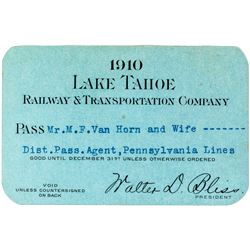 1910
LAKE TAHOE
RAILWAY & TRANSPORTATION COMPANY
PASS Mr.M.F.Van Horn and Wife -------
Dist.Pass.Agent,Pennsylvania Lines
GOOD UNTIL DECEMBER 31ST UNLESS OTHERWISE ORDERED
VOID
UNLESS COUNTERSIGNED
ON BACK
Walter D. Bliss
PRESIDENT